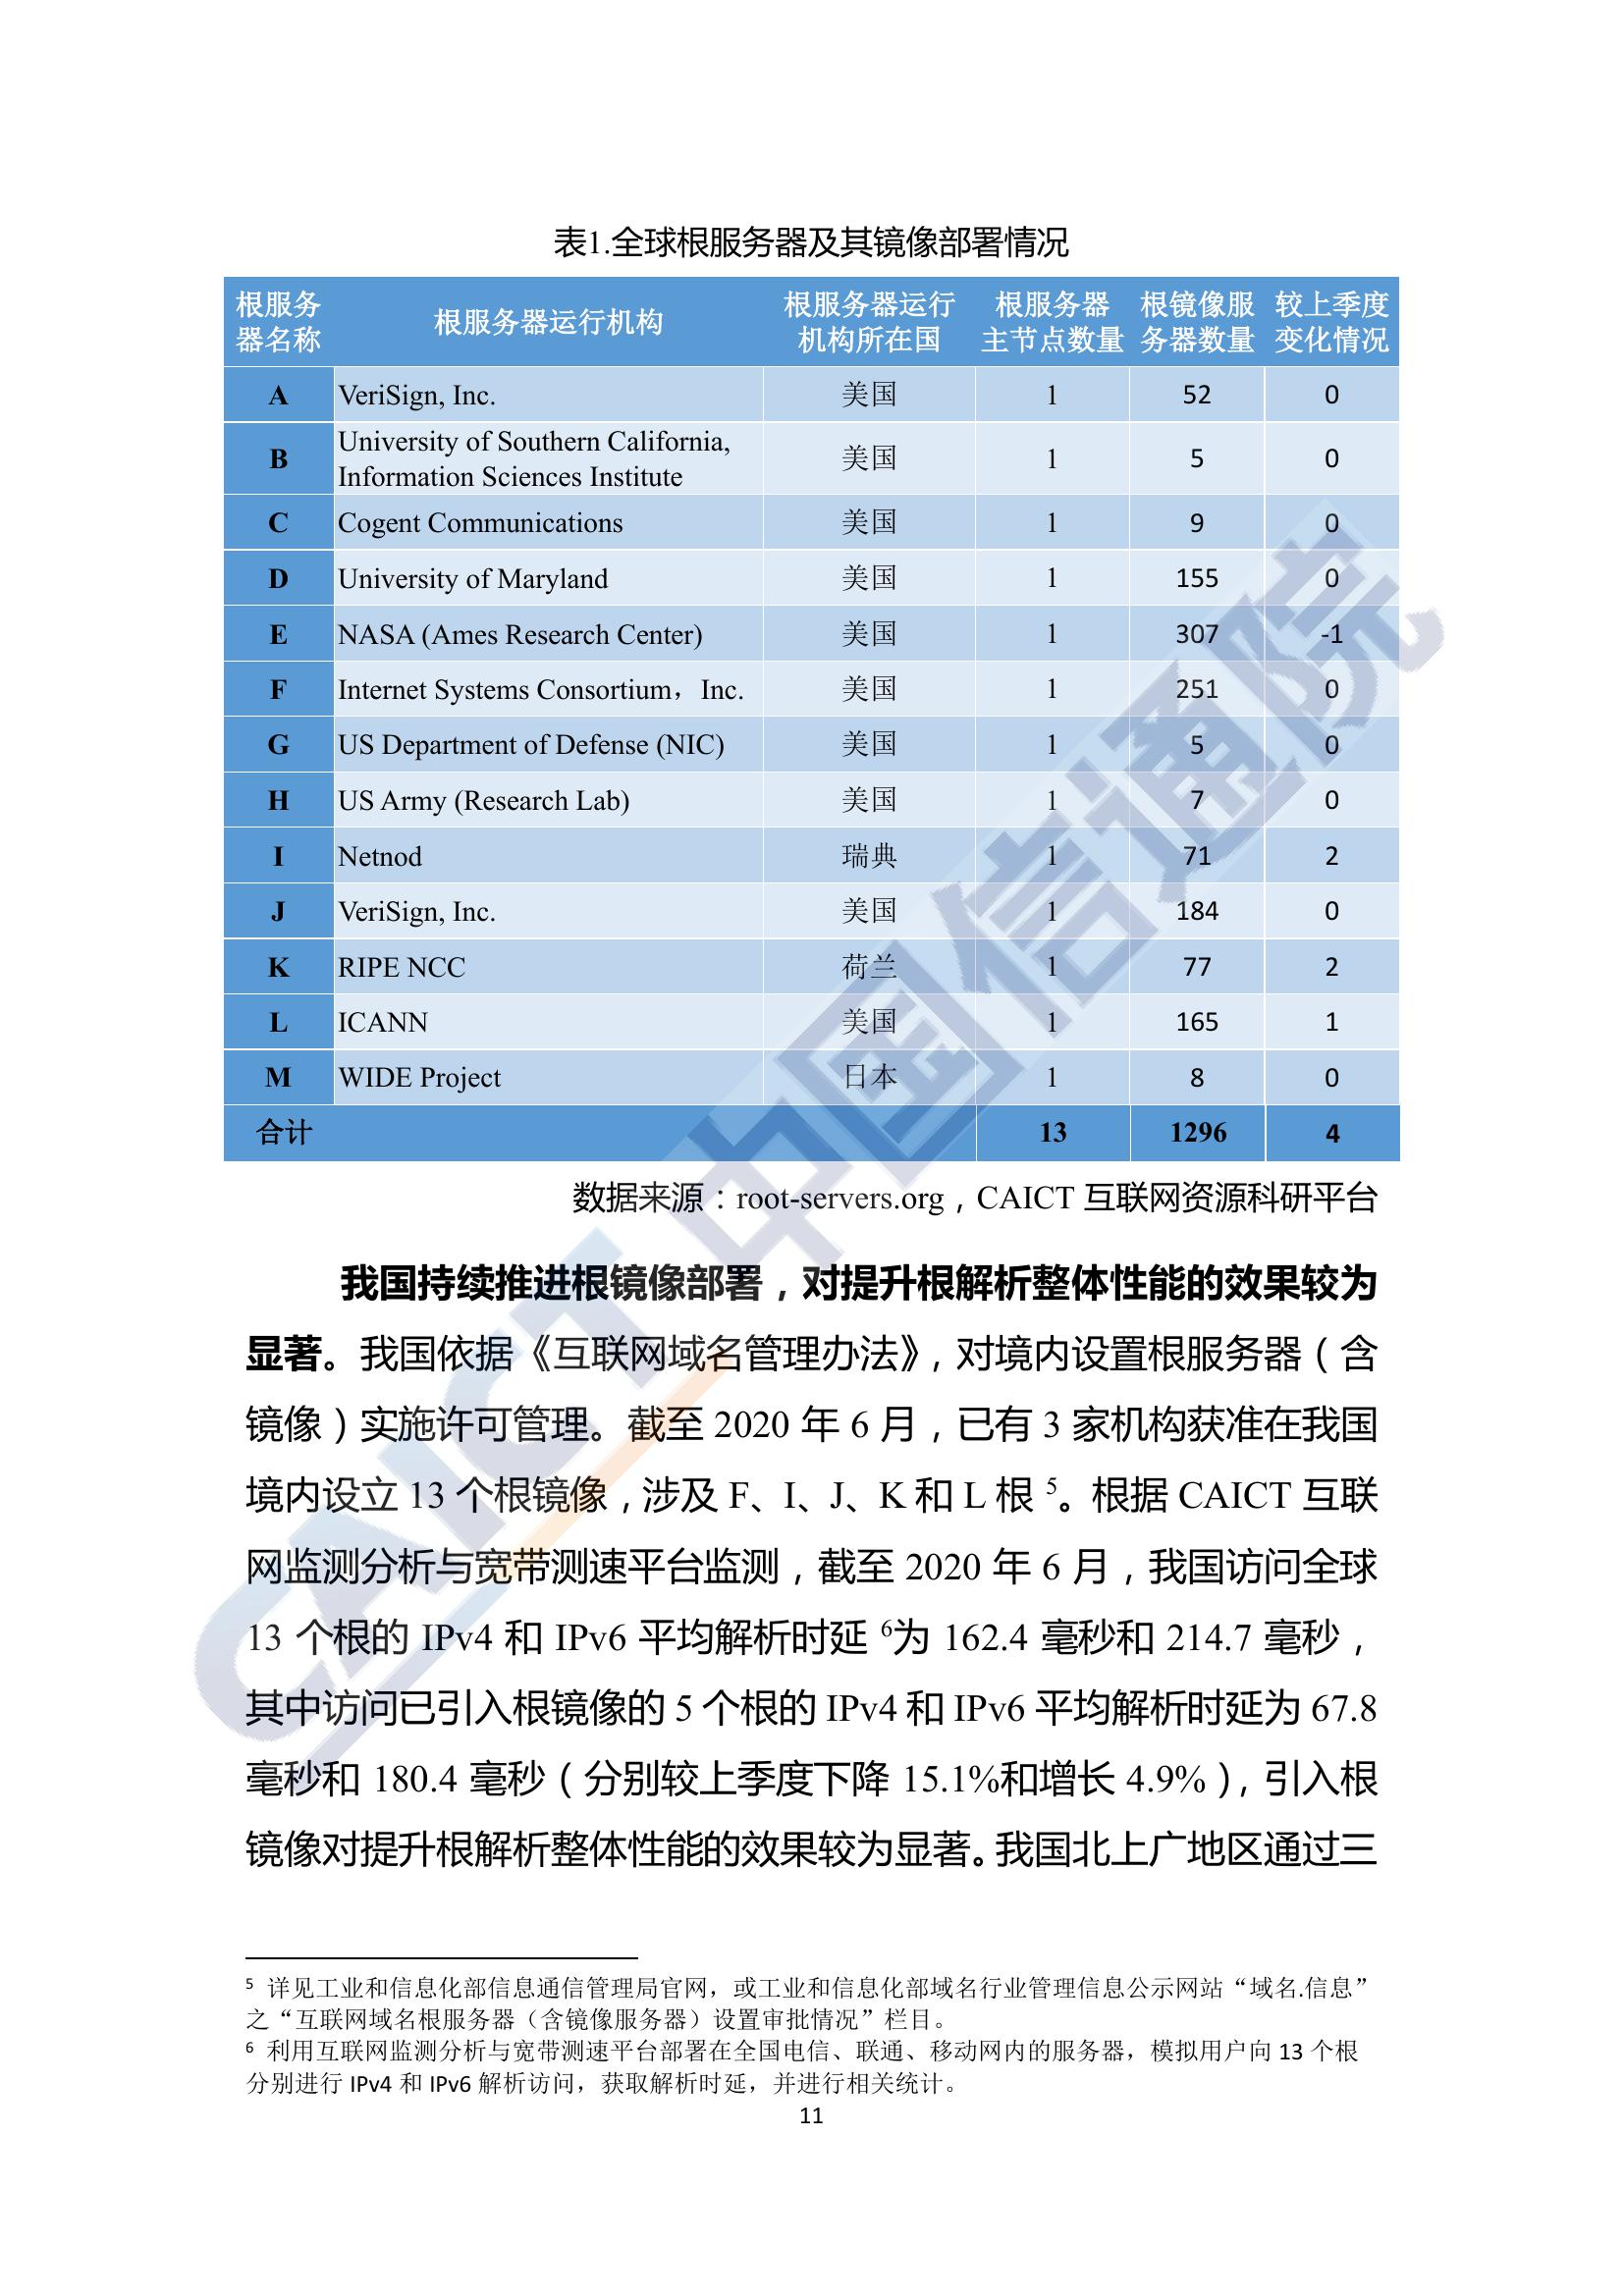 表1.全球根服务器及其镜像部署情况
根服务器名称 根服务器运行机构 根服务器运行机构所在国 根服务器主节点数量 根镜像服务器数量 较上季度变化情况
A VeriSign, Inc. 美国 1 52 0
B University of Southern California, Information Sciences Institute 美国 1 5 0
C Cogent Communications 美国 1 9 0
D University of Maryland 美国 1 155 0
E NASA (Ames Research Center) 美国 1 307 -1
F Internet Systems Consortium，Inc. 美国 1 251 0
G US Department of Defense (NIC) 美国 1 5 0
H US Army (Research Lab) 美国 1 7 0
I Netnod 瑞典 1 71 2
J VeriSign, Inc. 美国 1 184 0
K RIPE NCC 荷兰 1 77 2
L ICANN 美国 1 165 1
M WIDE Project 日本 1 8 0
合计 13 1296 4
数据来源：root-servers.org，CAICT 互联网资源科研平台
我国持续推进根镜像部署，对提升根解析整体性能的效果较为
显著。我国依据《互联网域名管理办法》，对境内设置根服务器（含
镜像）实施许可管理。截至 2020 年 6 月，已有 3 家机构获准在我国
境内设立 13 个根镜像，涉及 F、I、J、K 和 L 根 5。根据 CAICT 互联
网监测分析与宽带测速平台监测，截至 2020 年 6 月，我国访问全球
13 个根的 IPv4 和 IPv6 平均解析时延 6为 162.4 毫秒和 214.7 毫秒，
其中访问已引入根镜像的 5 个根的 IPv4 和 IPv6 平均解析时延为 67.8
毫秒和 180.4 毫秒（分别较上季度下降 15.1%和增长 4.9%），引入根
镜像对提升根解析整体性能的效果较为显著。我国北上广地区通过三
5 详见工业和信息化部信息通信管理局官网，或工业和信息化部域名行业管理信息公示网站“域名.信息”
之“互联网域名根服务器（含镜像服务器）设置审批情况”栏目。
6 利用互联网监测分析与宽带测速平台部署在全国电信、联通、移动网内的服务器，模拟用户向 13 个根
分别进行 IPv4 和 IPv6 解析访问，获取解析时延，并进行相关统计。
11
CAICT 中国信通院